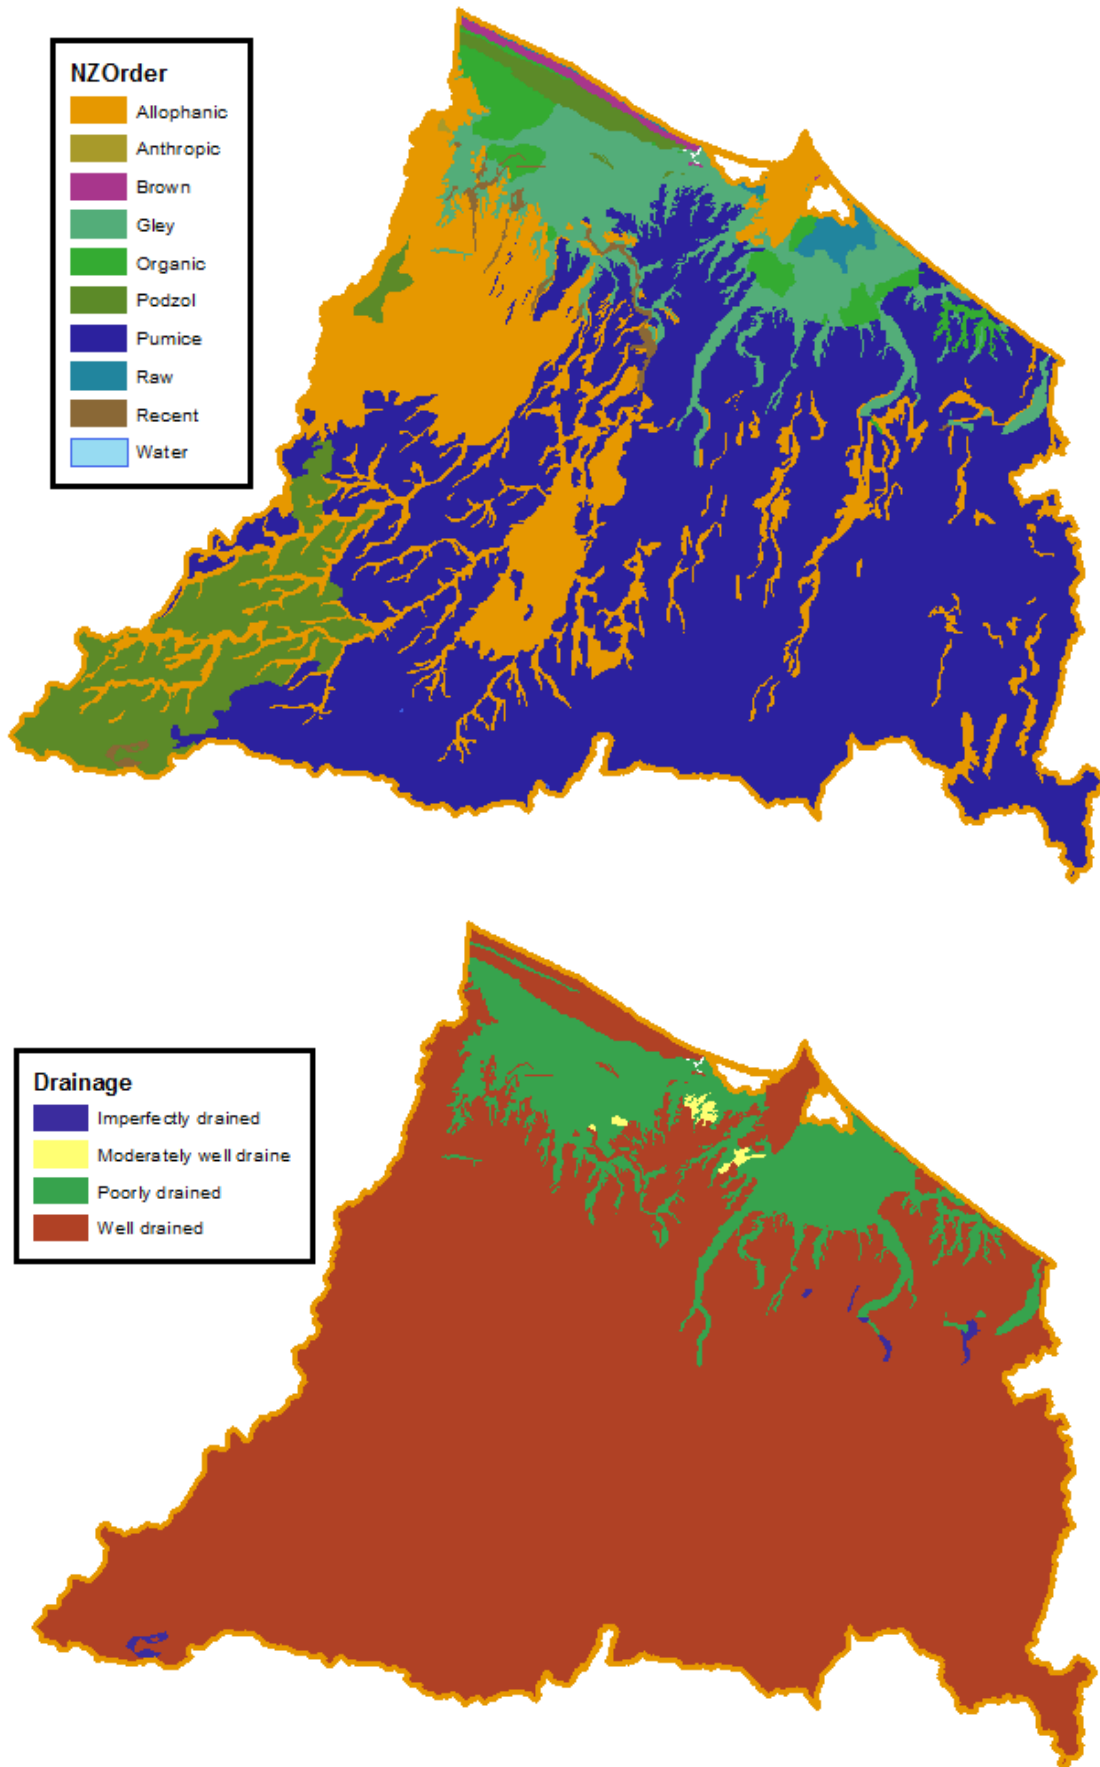 NZOrder
Allophanic
Anthropic
Brown
Gley
Organic
Podzol
Pumice
Raw
Recent
Water
Drainage
Imperfectly drained
Moderately well draine
Poorly drained
Well drained